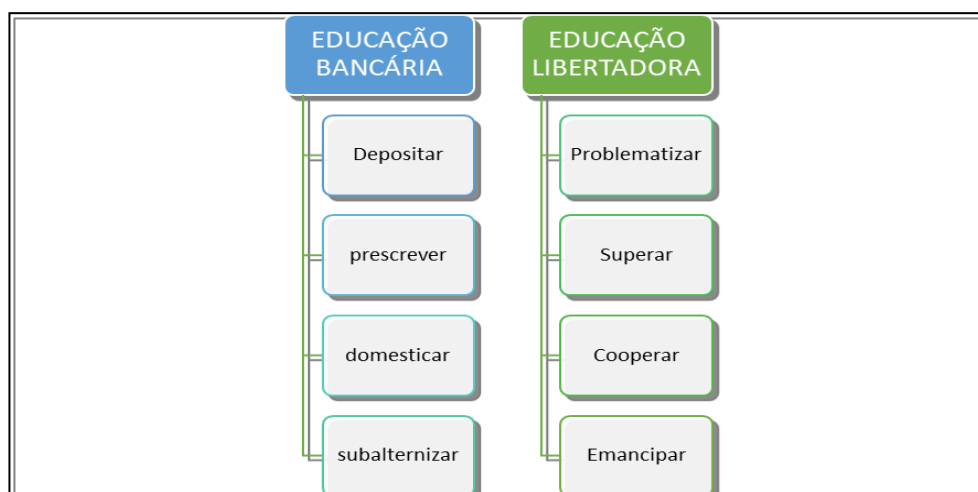 EDUCAÇÃO
BANCÁRIA
Depositar
prescrever
domesticar
subalternizar
EDUCAÇÃO
LIBERTADORA
Problematizar
Superar
Cooperar
Emancipar